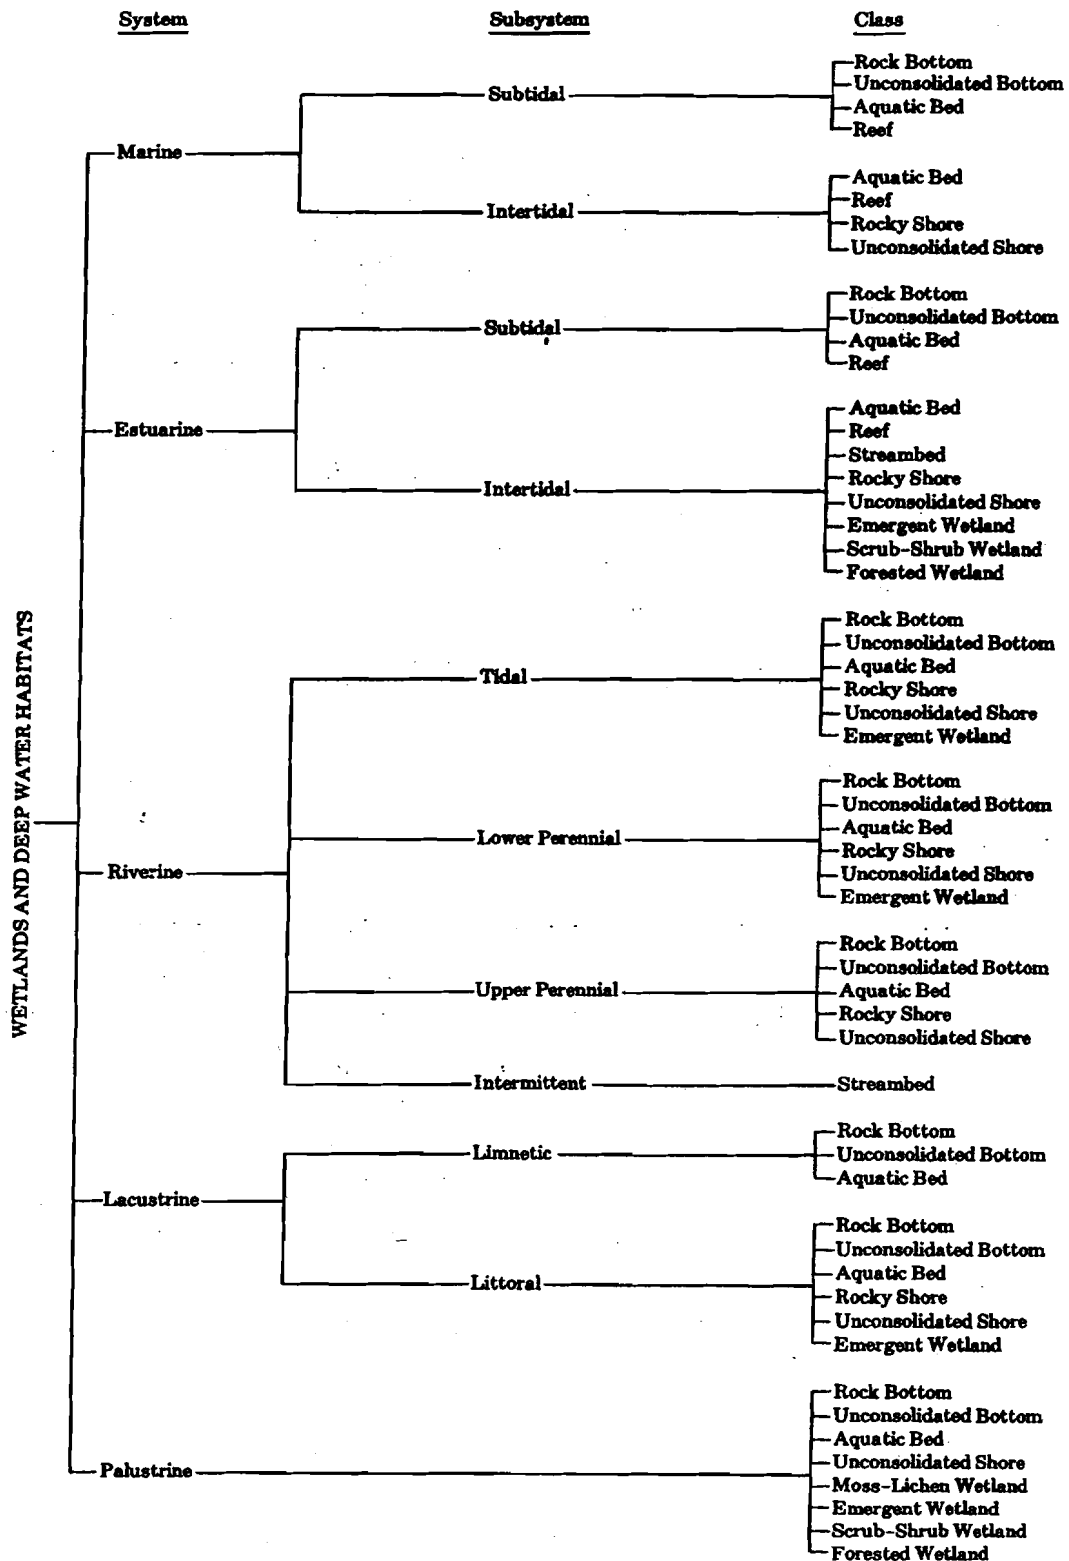 System Subsystem Class
WETLANDS AND DEEP WATER HABITATS
Marine
Subtidal
Rock Bottom
Unconsolidated Bottom
Aquatic Bed
Reef
Intertidal
Aquatic Bed
Reef
Rocky Shore
Unconsolidated Shore
Estuarine
Subtidal
Rock Bottom
Unconsolidated Bottom
Aquatic Bed
Reef
Intertidal
Aquatic Bed
Reef
Streambed
Rocky Shore
Unconsolidated Shore
Emergent Wetland
Scrub-Shrub Wetland
Forested Wetland
Riverine
Tidal
Rock Bottom
Unconsolidated Bottom
Aquatic Bed
Rocky Shore
Unconsolidated Shore
Emergent Wetland
Lower Perennial
Rock Bottom
Unconsolidated Bottom
Aquatic Bed
Rocky Shore
Unconsolidated Shore
Emergent Wetland
Upper Perennial
Rock Bottom
Unconsolidated Bottom
Aquatic Bed
Rocky Shore
Unconsolidated Shore
Intermittent
Streambed
Lacustrine
Limnetic
Rock Bottom
Unconsolidated Bottom
Aquatic Bed
Littoral
Rock Bottom
Unconsolidated Bottom
Aquatic Bed
Rocky Shore
Unconsolidated Shore
Emergent Wetland
Palustrine
Rock Bottom
Unconsolidated Bottom
Aquatic Bed
Unconsolidated Shore
Moss-Lichen Wetland
Emergent Wetland
Scrub-Shrub Wetland
Forested Wetland